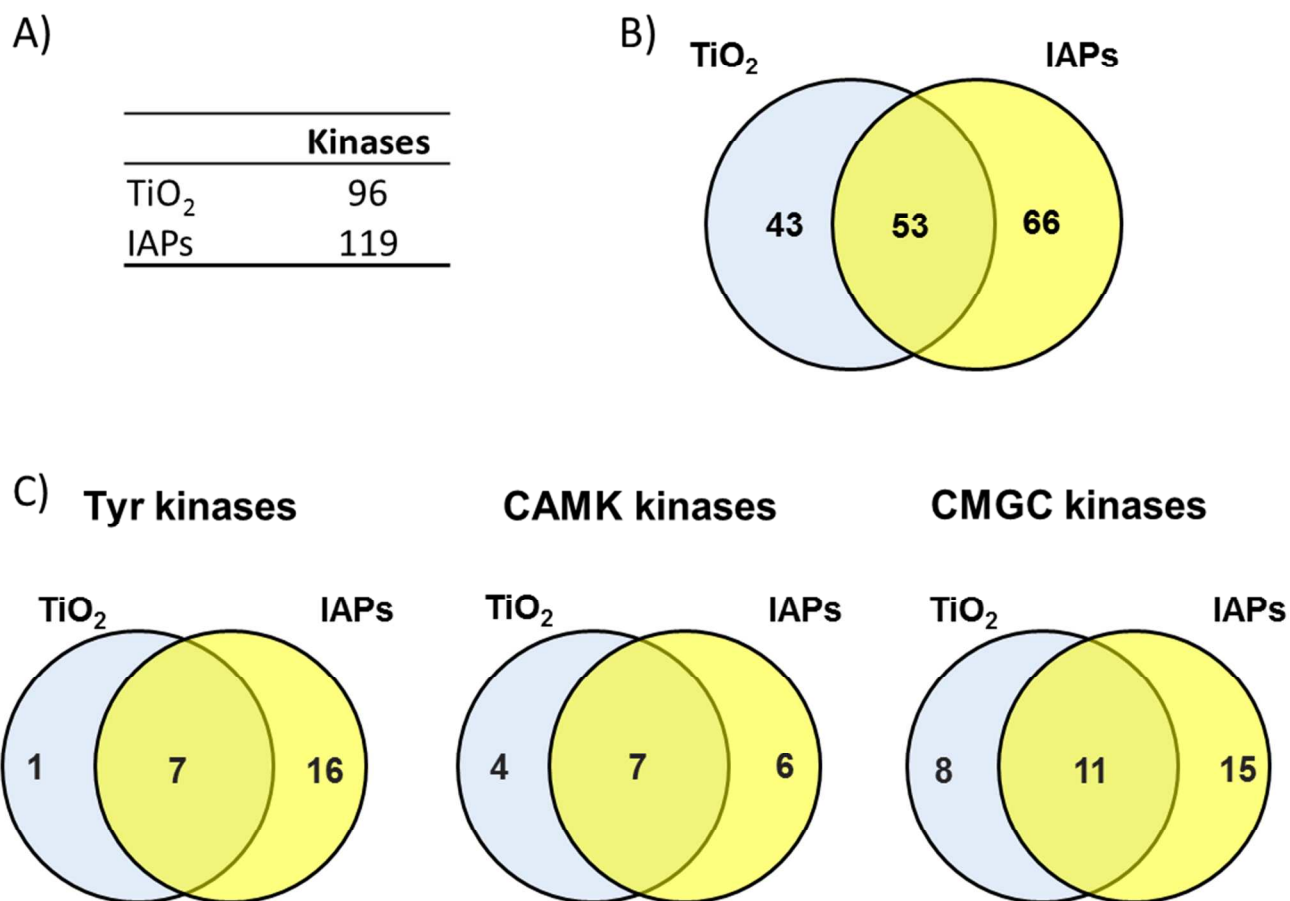 A)
Kinases
TiO₂ 96
IAPs 119
B)
TiO₂ IAPs
43 53 66
C)
Tyr kinases CAMK kinases CMGC kinases
TiO₂ IAPs TiO₂ IAPs TiO₂ IAPs
1 7 16 4 7 6 8 11 15